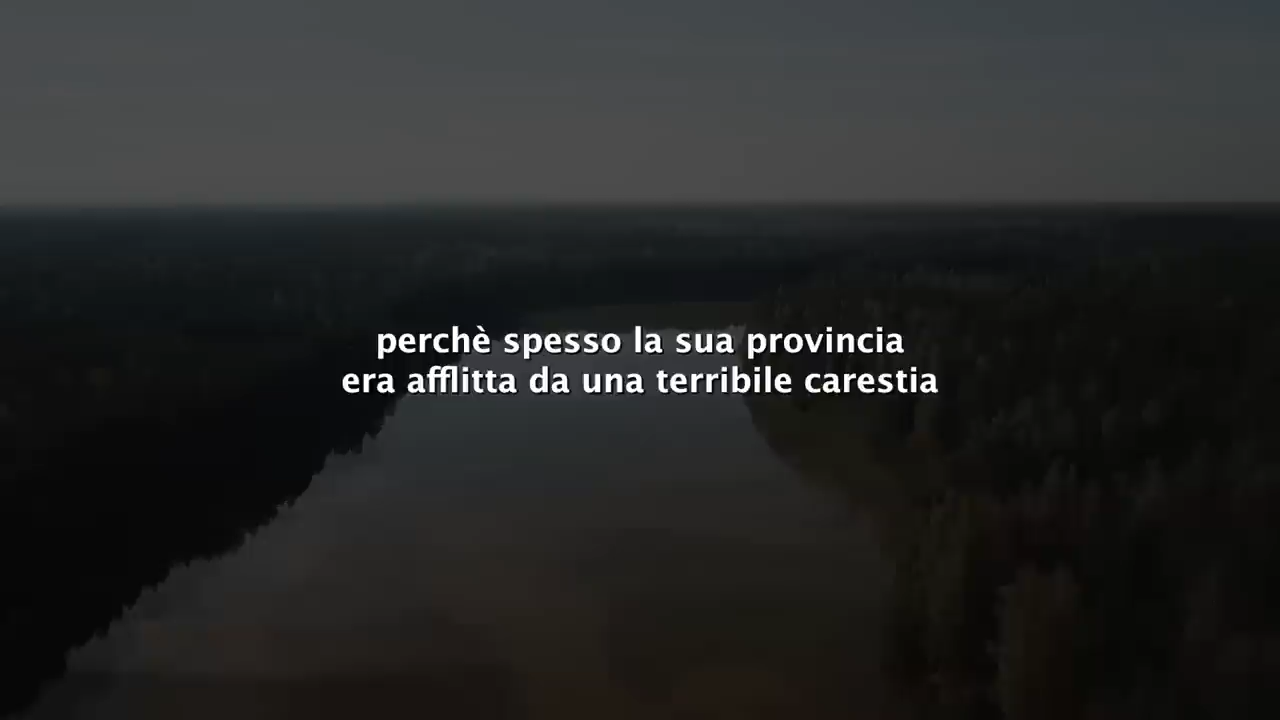 perchè spesso la sua provincia
era afflitta da una terribile carestia